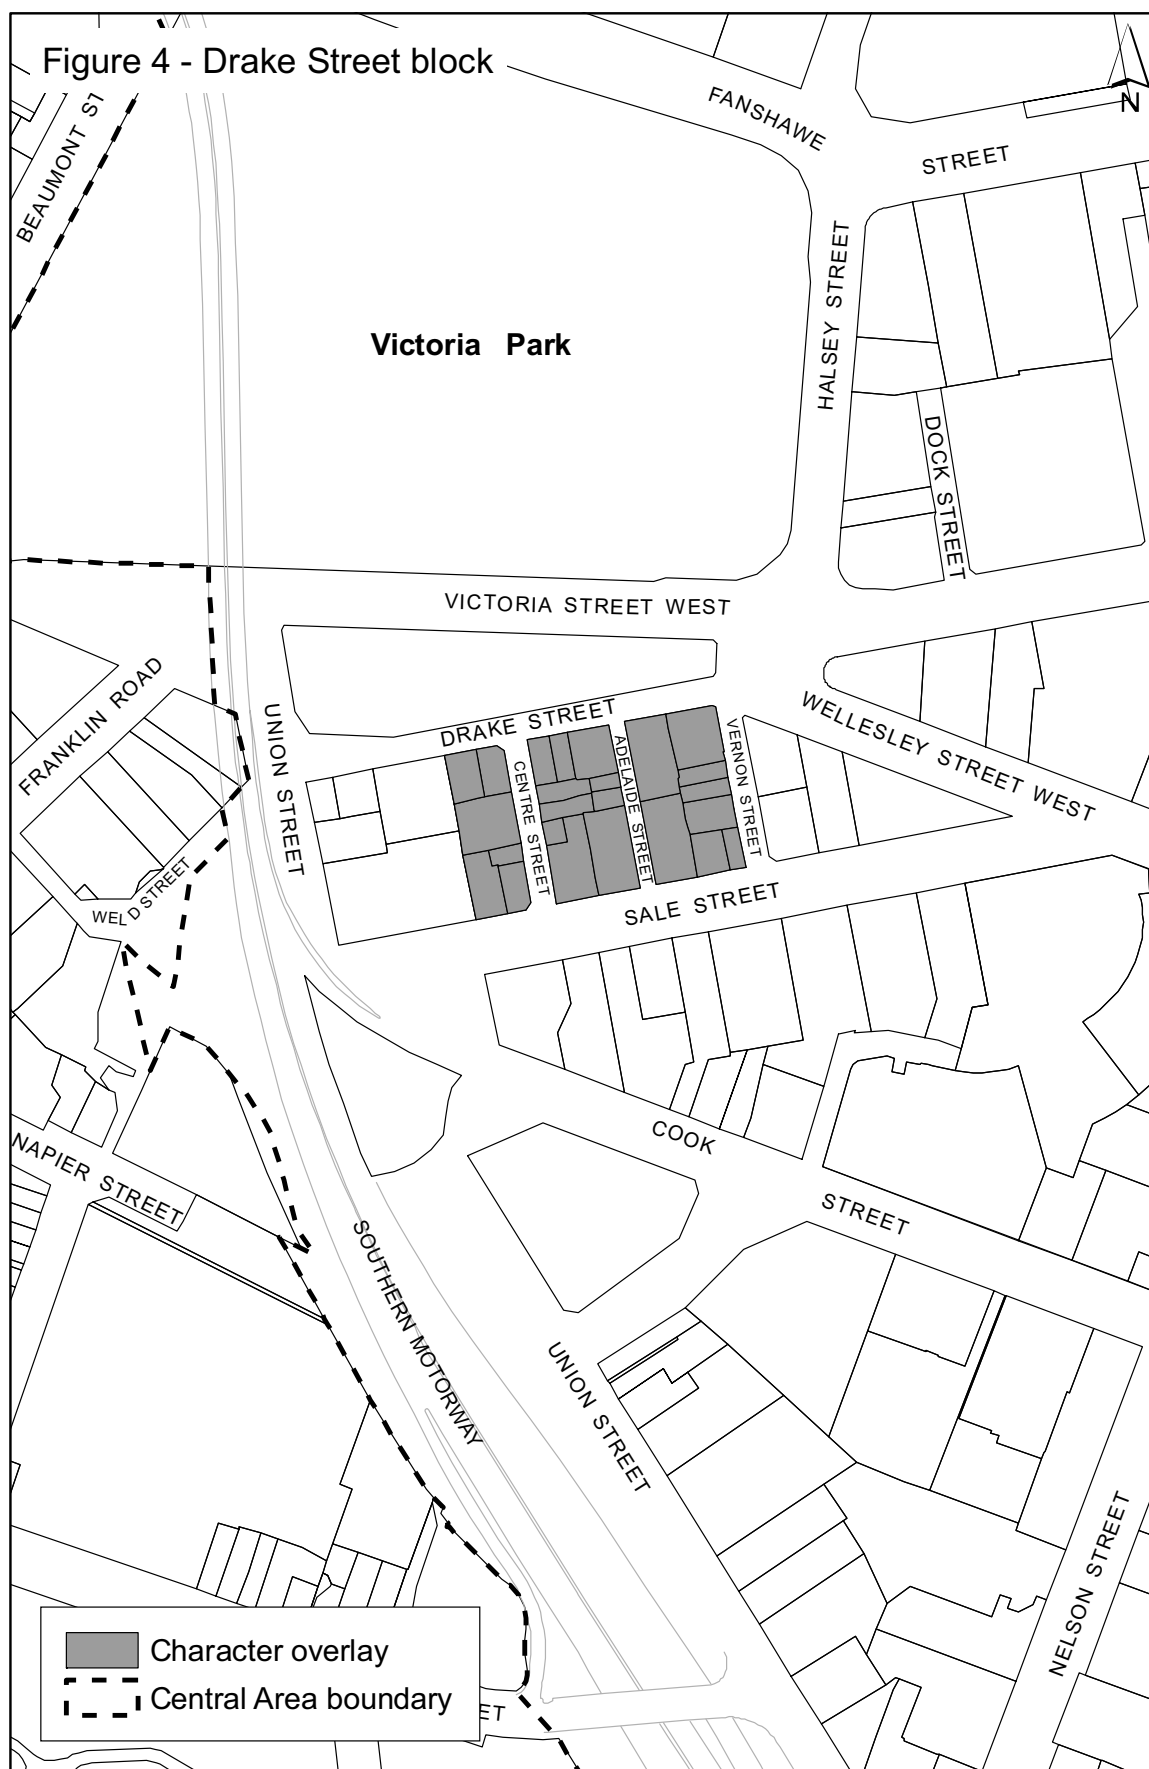 Figure 4 - Drake Street block
N
BEAUMONT ST
FANSHAWE
STREET
HALSEY STREET
Victoria Park
DOCK STREET
VICTORIA STREET WEST
FRANKLIN ROAD
UNION STREET
DRAKE STREET
CENTRE STREET
ADELAIDE STREET
VERNON STREET
WELLESLEY STREET WEST
WELD STREET
SALE STREET
NAPIER STREET
COOK
STREET
SOUTHERN MOTORWAY
UNION STREET
NELSON STREET
Character overlay
Central Area boundary
ET